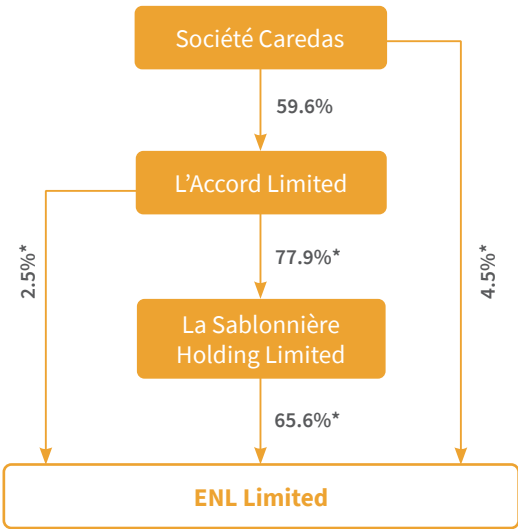 Société Caredas
59.6%
L’Accord Limited
2.5%*
77.9%*
4.5%*
La Sablonnière
Holding Limited
65.6%*
ENL Limited